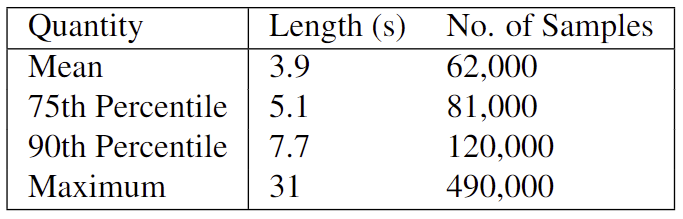 Quantity Length (s) No. of Samples
Mean 3.9 62,000
75th Percentile 5.1 81,000
90th Percentile 7.7 120,000
Maximum 31 490,000